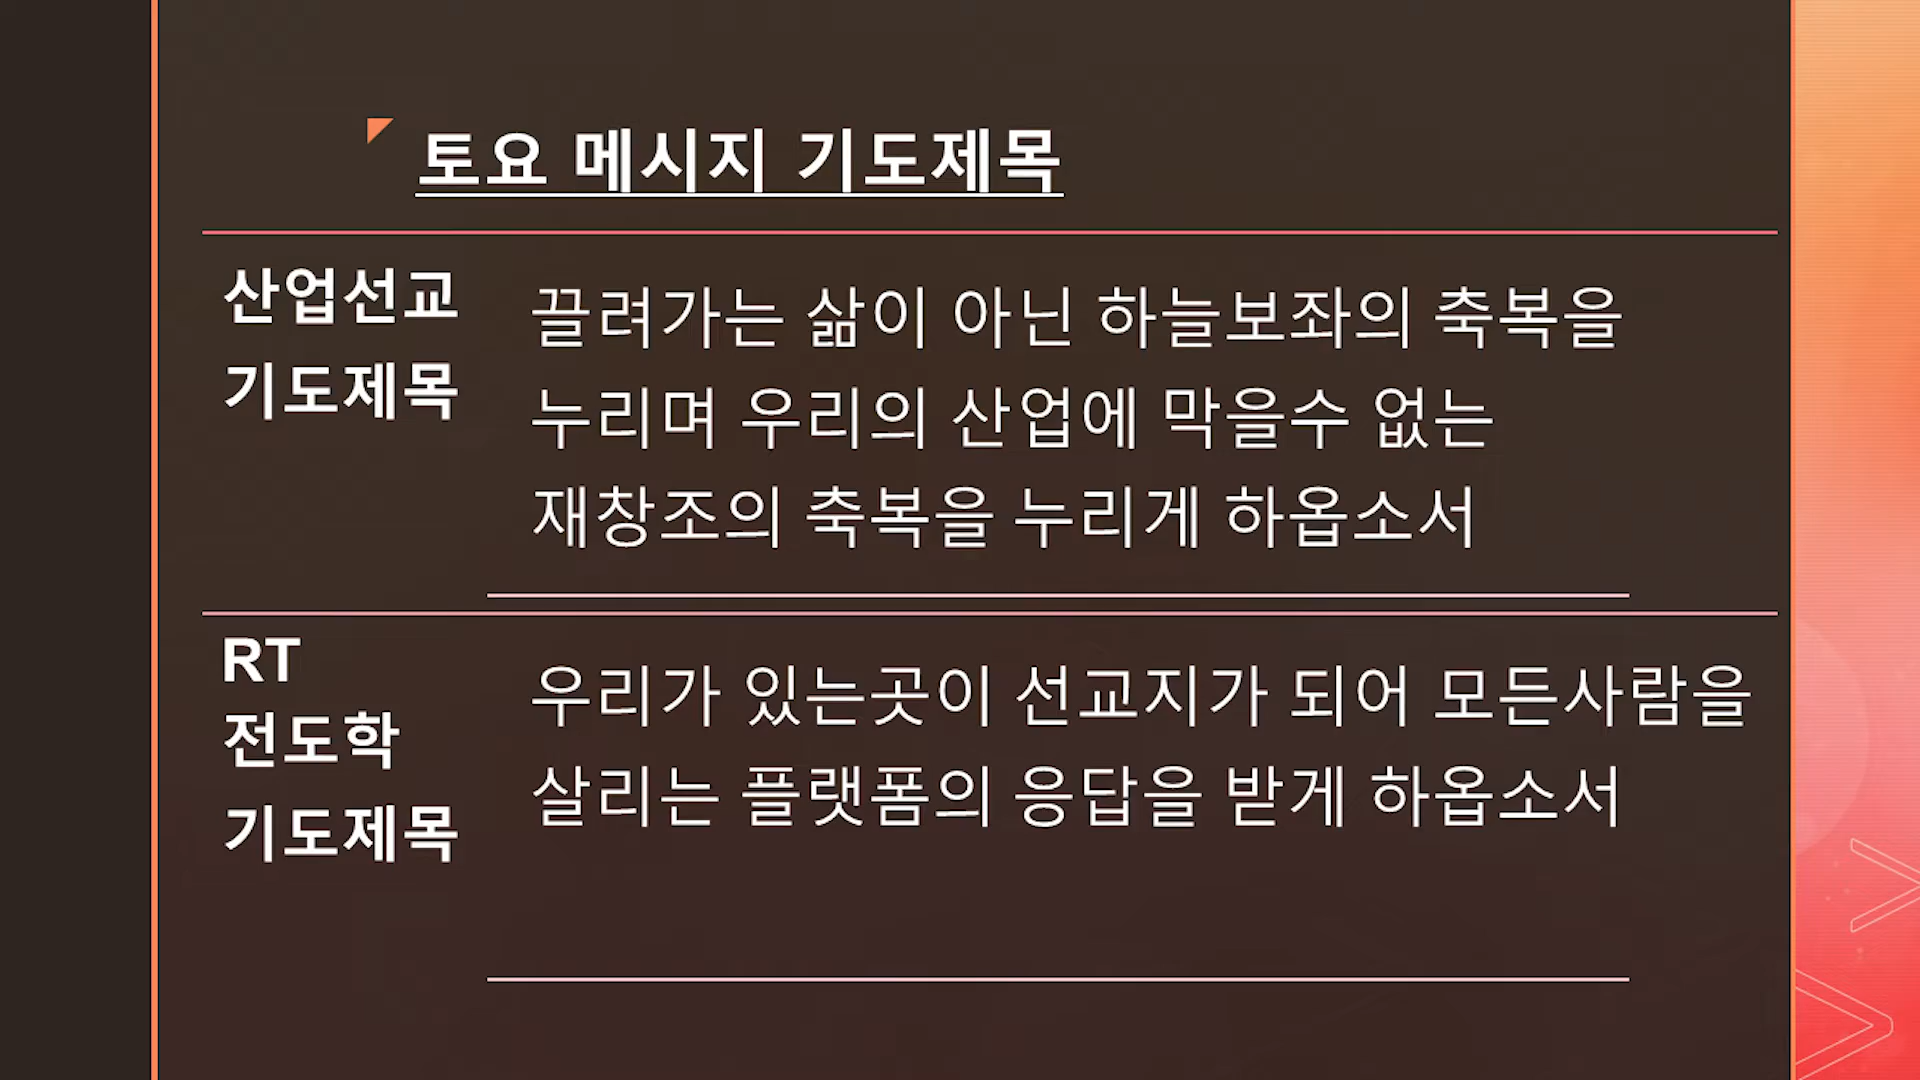 토요 메시지 기도제목
산업선교
기도제목
끌려가는 삶이 아닌 하늘보좌의 축복을
누리며 우리의 산업에 막을수 없는
재창조의 축복을 누리게 하옵소서
RT
전도학
기도제목
우리가 있는곳이 선교지가 되어 모든사람을
살리는 플랫폼의 응답을 받게 하옵소서